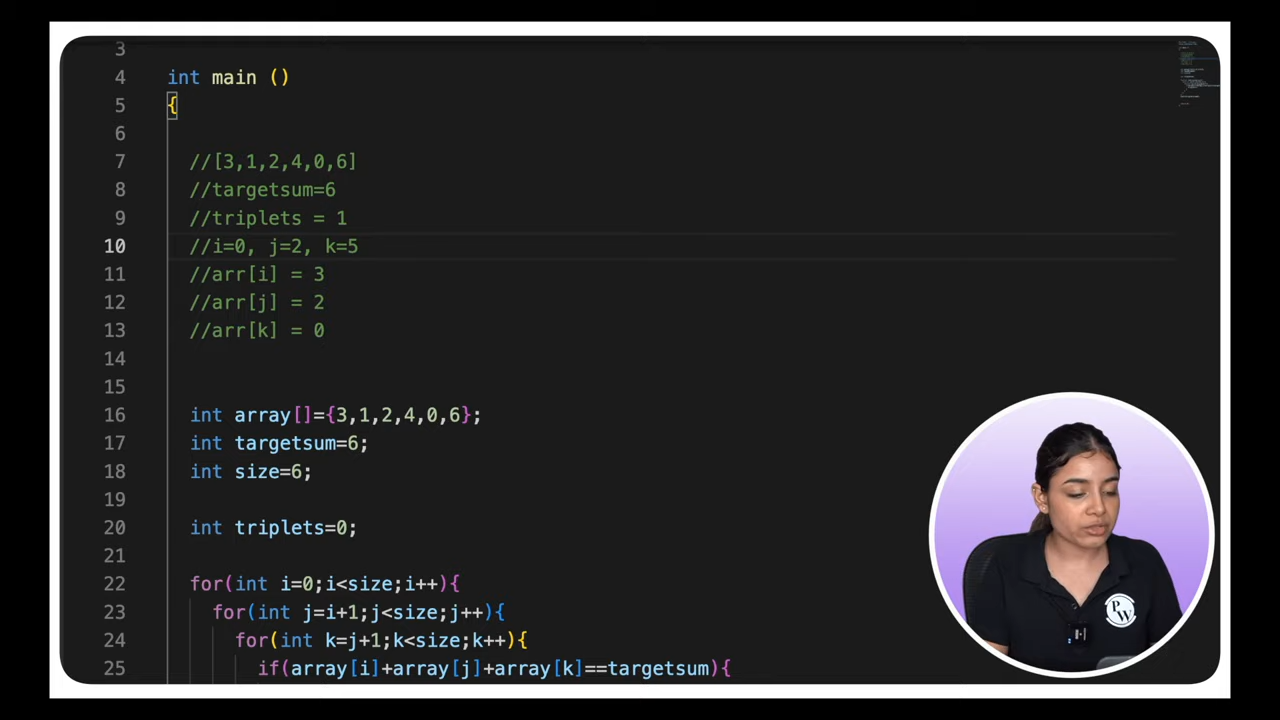 3
4 int main ()
5 {
6
7 //[3,1,2,4,0,6]
8 //targetsum=6
9 //triplets = 1
10 //i=0, j=2, k=5
11 //arr[i] = 3
12 //arr[j] = 2
13 //arr[k] = 0
14
15
16 int array[]={3,1,2,4,0,6};
17 int targetsum=6;
18 int size=6;
19
20 int triplets=0;
21
22 for(int i=0;i<size;i++){
23 for(int j=i+1;j<size;j++){
24 for(int k=j+1;k<size;k++){
25 if(array[i]+array[j]+array[k]==targetsum){
P
W